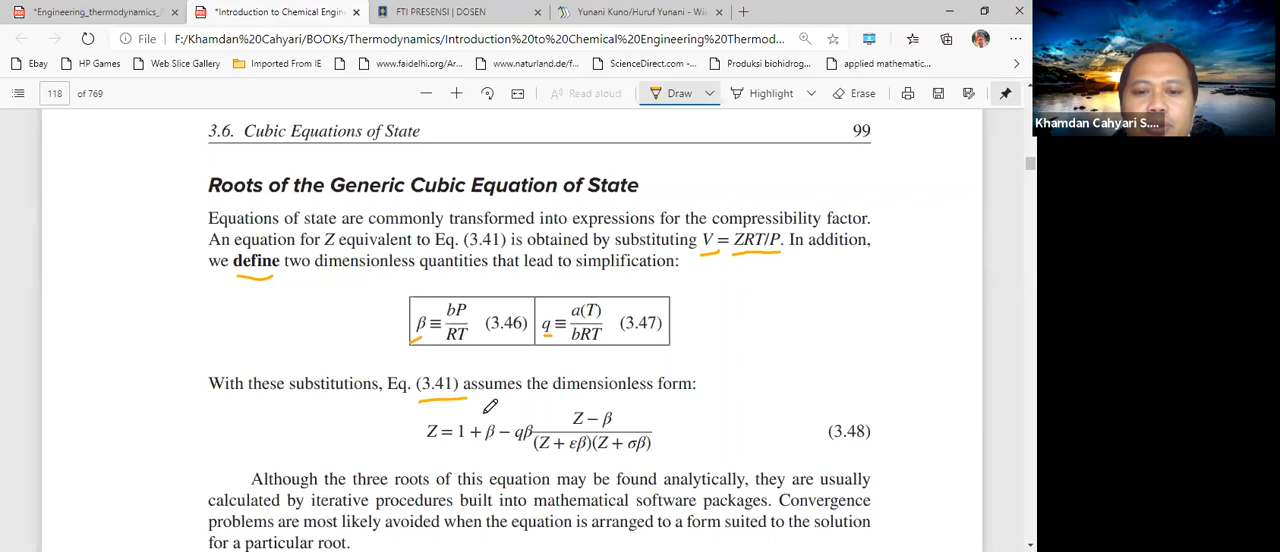 *Engineering_thermodynamics_
*Introduction to Chemical Engin
FTI PRESENSI | DOSEN
Yunani Kuno/Huruf Yunani - Wik
File
F:/Khamdan%20Cahyari/BOOKs/Thermodynamics/Introduction%20to%20Chemical%20Engineering%20Thermod...
Ebay
HP Games
Web Slice Gallery
Imported From IE
www.faidelhorg/Ar...
www.naturland.de/f...
ScienceDirect.com -...
Produksi biohidrog...
applied mathematic...
118 of 769
Read aloud
Draw
Highlight
Erase
Khamdan Cahyari S....
3.6. Cubic Equations of State 99
Roots of the Generic Cubic Equation of State
Equations of state are commonly transformed into expressions for the compressibility factor.
An equation for Z equivalent to Eq. (3.41) is obtained by substituting V = ZRT/P. In addition,
we define two dimensionless quantities that lead to simplification:
β ≡ bP/RT (3.46) q ≡ a(T)/bRT (3.47)
With these substitutions, Eq. (3.41) assumes the dimensionless form:
Z = 1 + β − qβ (Z − β)/((Z + εβ)(Z + σβ)) (3.48)
Although the three roots of this equation may be found analytically, they are usually
calculated by iterative procedures built into mathematical software packages. Convergence
problems are most likely avoided when the equation is arranged to a form suited to the solution
for a particular root.